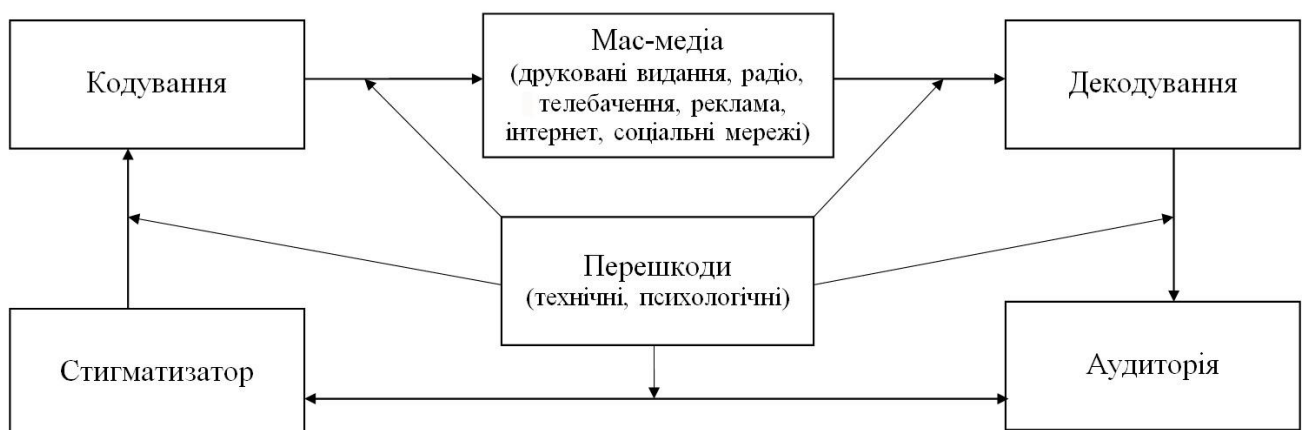 Кодування
Мас-медіа
(друковані видання, радіо,
телебачення, реклама,
інтернет, соціальні мережі)
Декодування
Перешкоди
(технічні, психологічні)
Стигматизатор
Аудиторія